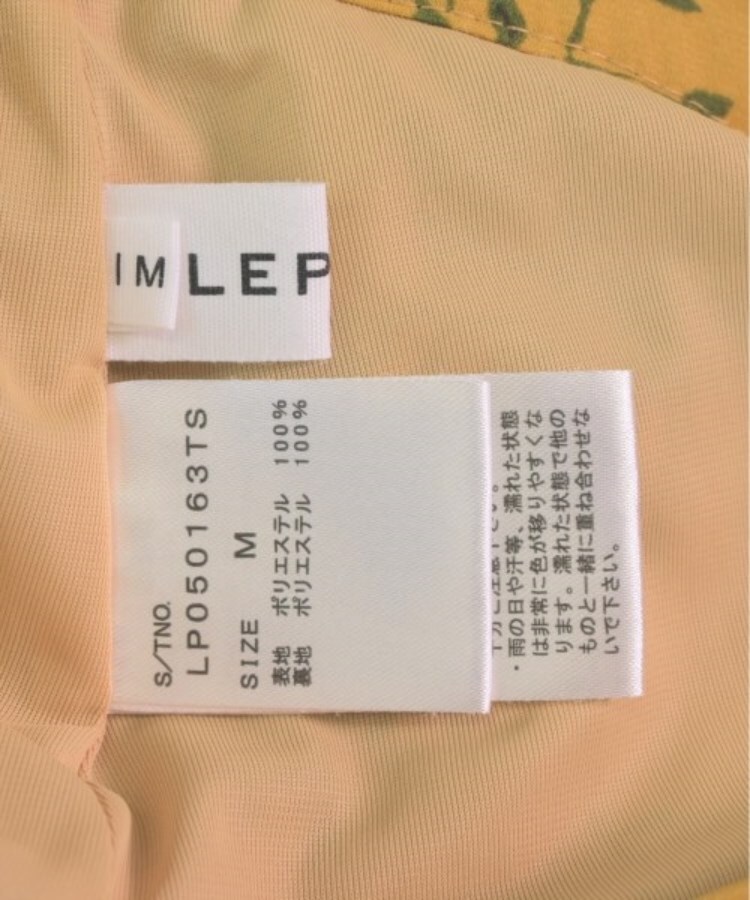 IM
LEP
S/TNO.
LP050163TS
SIZE M
表地 ポリエステル 100%
裏地 ポリエステル 100%
・雨の日や汗等、濡れた状態
は非常に色が移りやすくな
ります。濡れた状態で他の
ものと一緒に重ね合わせな
いで下さい。